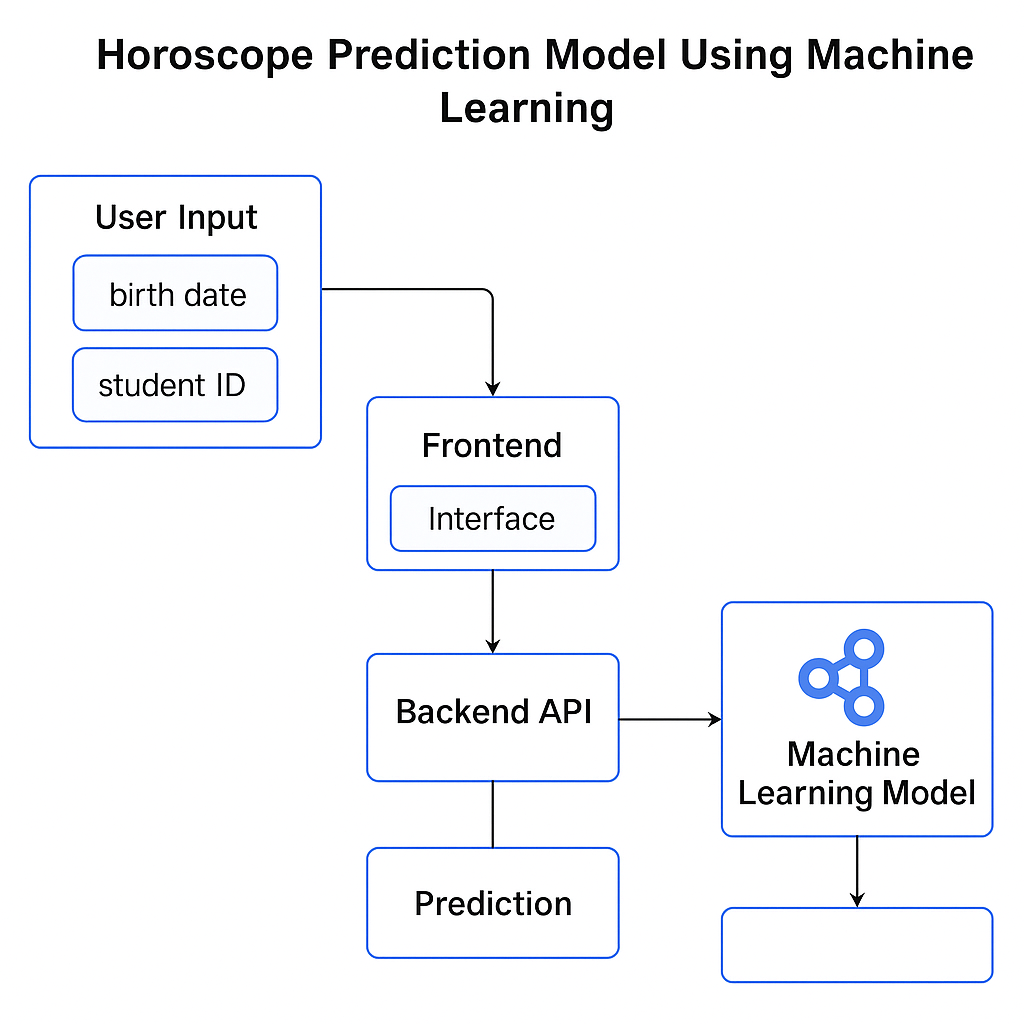 Horoscope Prediction Model Using Machine
Learning
User Input
birth date
student ID
Frontend
Interface
Backend API
Machine
Learning Model
Prediction